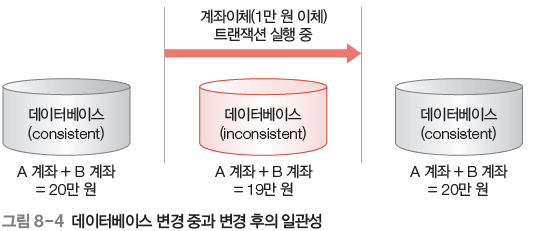 계좌이체(1만 원 이체)
트랜잭션 실행 중
데이터베이스
(consistent)
데이터베이스
(inconsistent)
데이터베이스
(consistent)
A 계좌 + B 계좌
= 20만 원
A 계좌 + B 계좌
= 19만 원
A 계좌 + B 계좌
= 20만 원
그림 8-4 데이터베이스 변경 중과 변경 후의 일관성